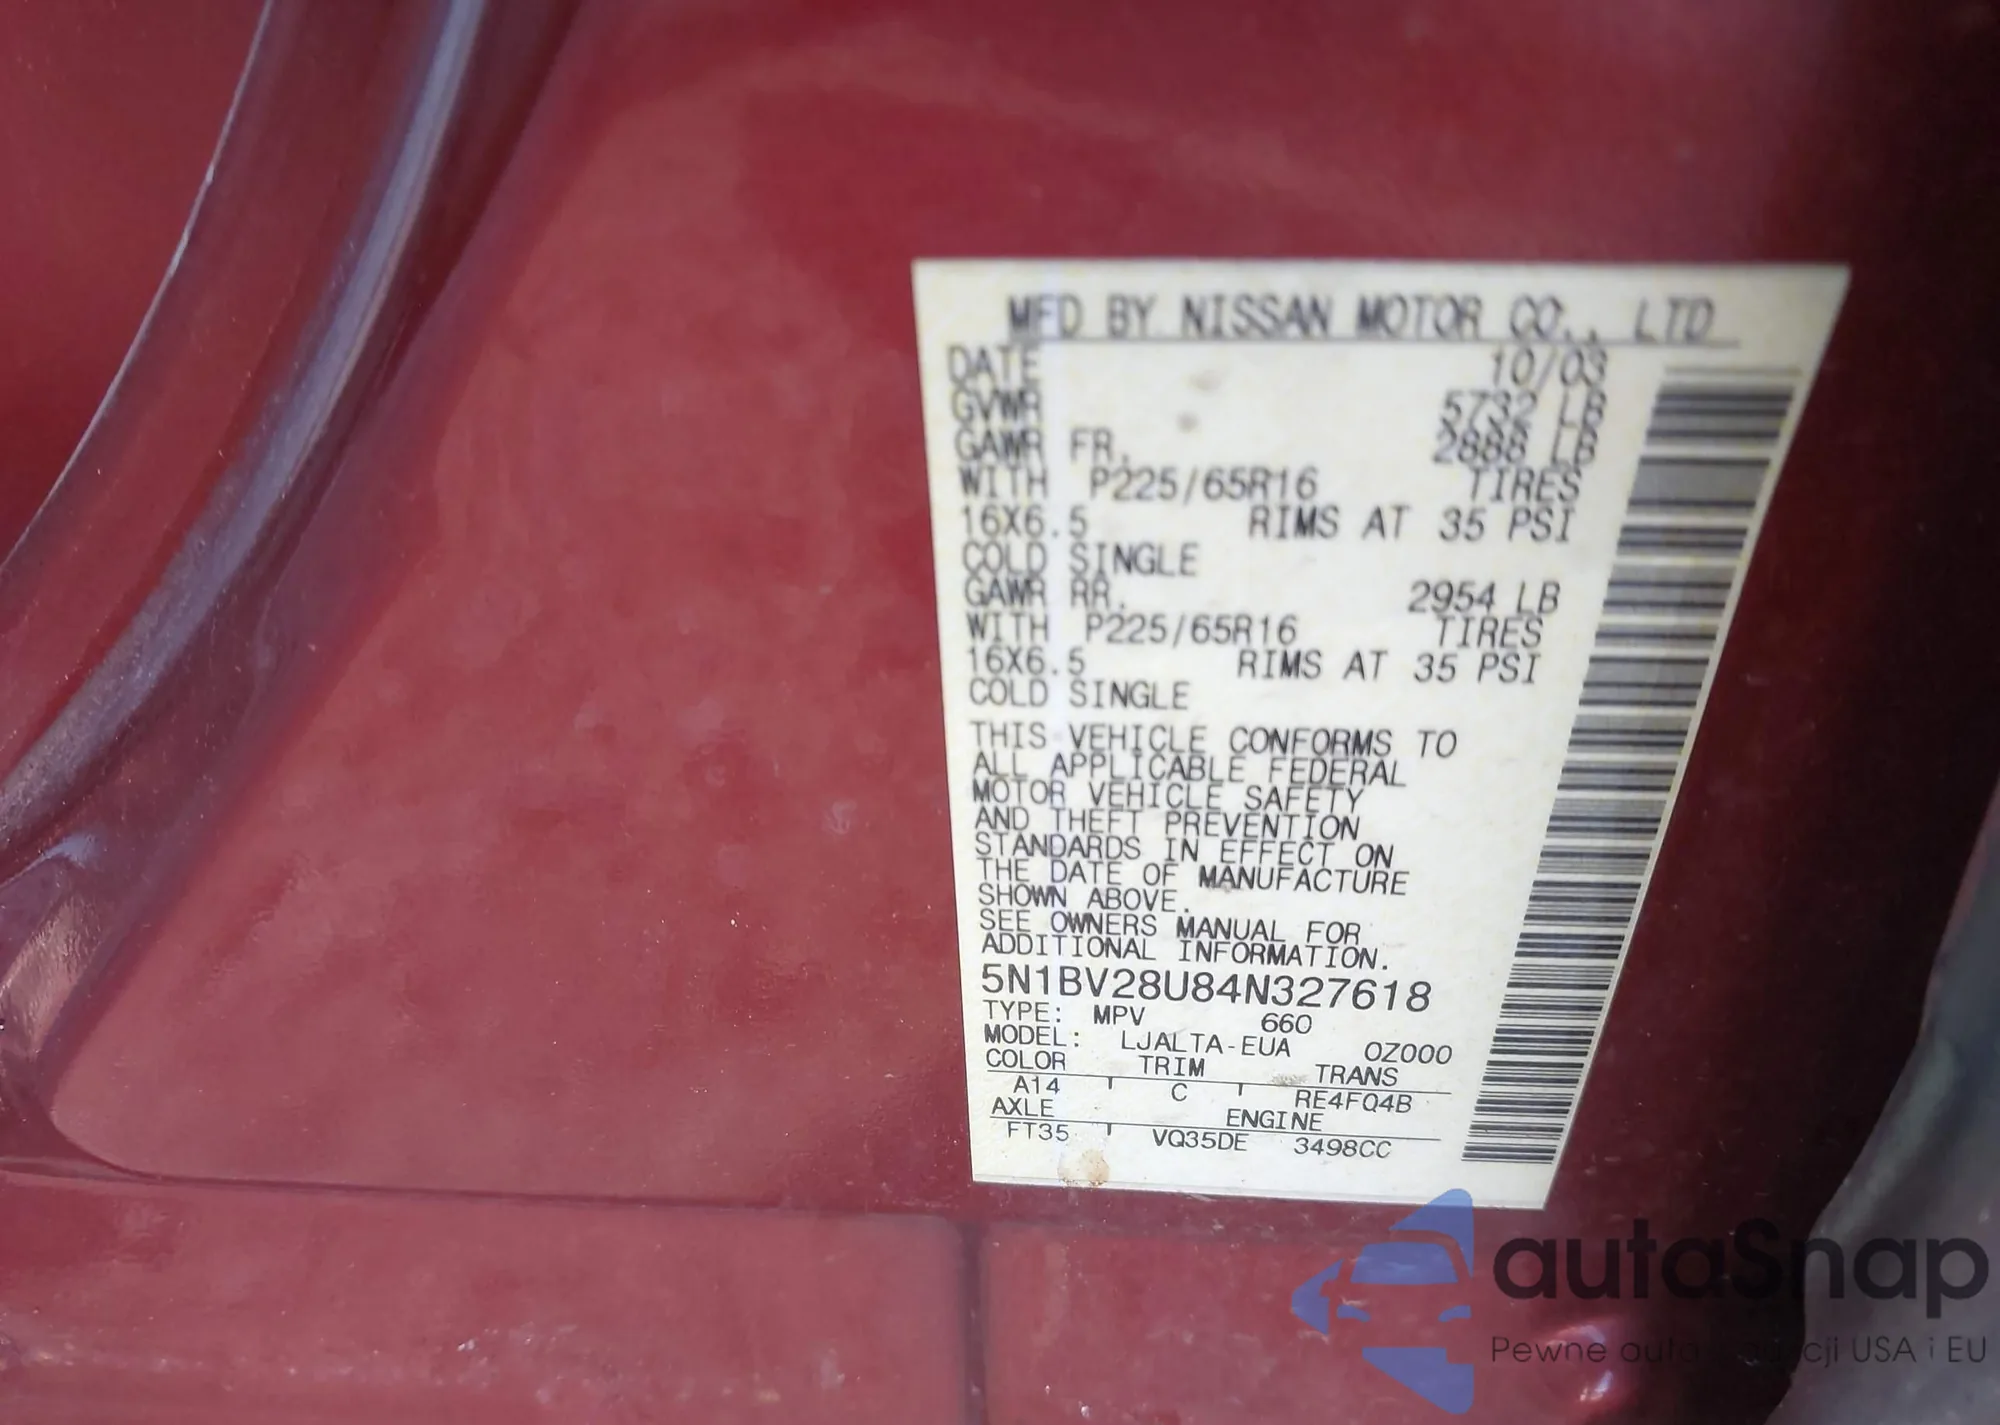 MFD BY NISSAN MOTOR CO., LTD
DATE 10/03
GVWR 5732 LB
GAWR FR. 2888 LB
WITH P225/65R16 TIRES
16X6.5 RIMS AT 35 PSI
COLD SINGLE
GAWR RR. 2954 LB
WITH P225/65R16 TIRES
16X6.5 RIMS AT 35 PSI
COLD SINGLE
THIS VEHICLE CONFORMS TO
ALL APPLICABLE FEDERAL
MOTOR VEHICLE SAFETY
AND THEFT PREVENTION
STANDARDS IN EFFECT ON
THE DATE OF MANUFACTURE
SHOWN ABOVE.
SEE OWNERS MANUAL FOR
ADDITIONAL INFORMATION.
5N1BV28U84N327618
TYPE: MPV 660
MODEL: LJALTA-EUA 0Z000
COLOR TRIM TRANS
A14 C RE4F04B
AXLE ENGINE
FT35 VQ35DE 3498CC
autaSnap
Pewne auta USA i EU